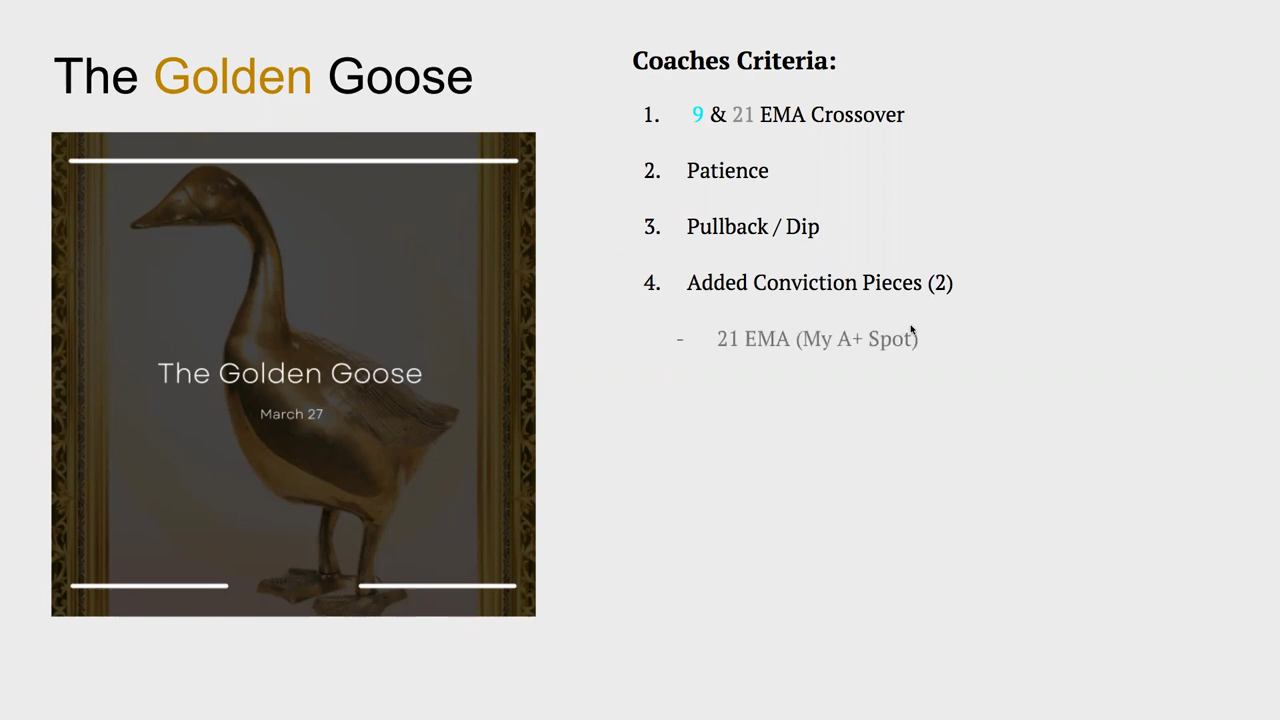 The Golden Goose
The Golden Goose
March 27
Coaches Criteria:
1. 9 & 21 EMA Crossover
2. Patience
3. Pullback / Dip
4. Added Conviction Pieces (2)
- 21 EMA (My A+ Spot)